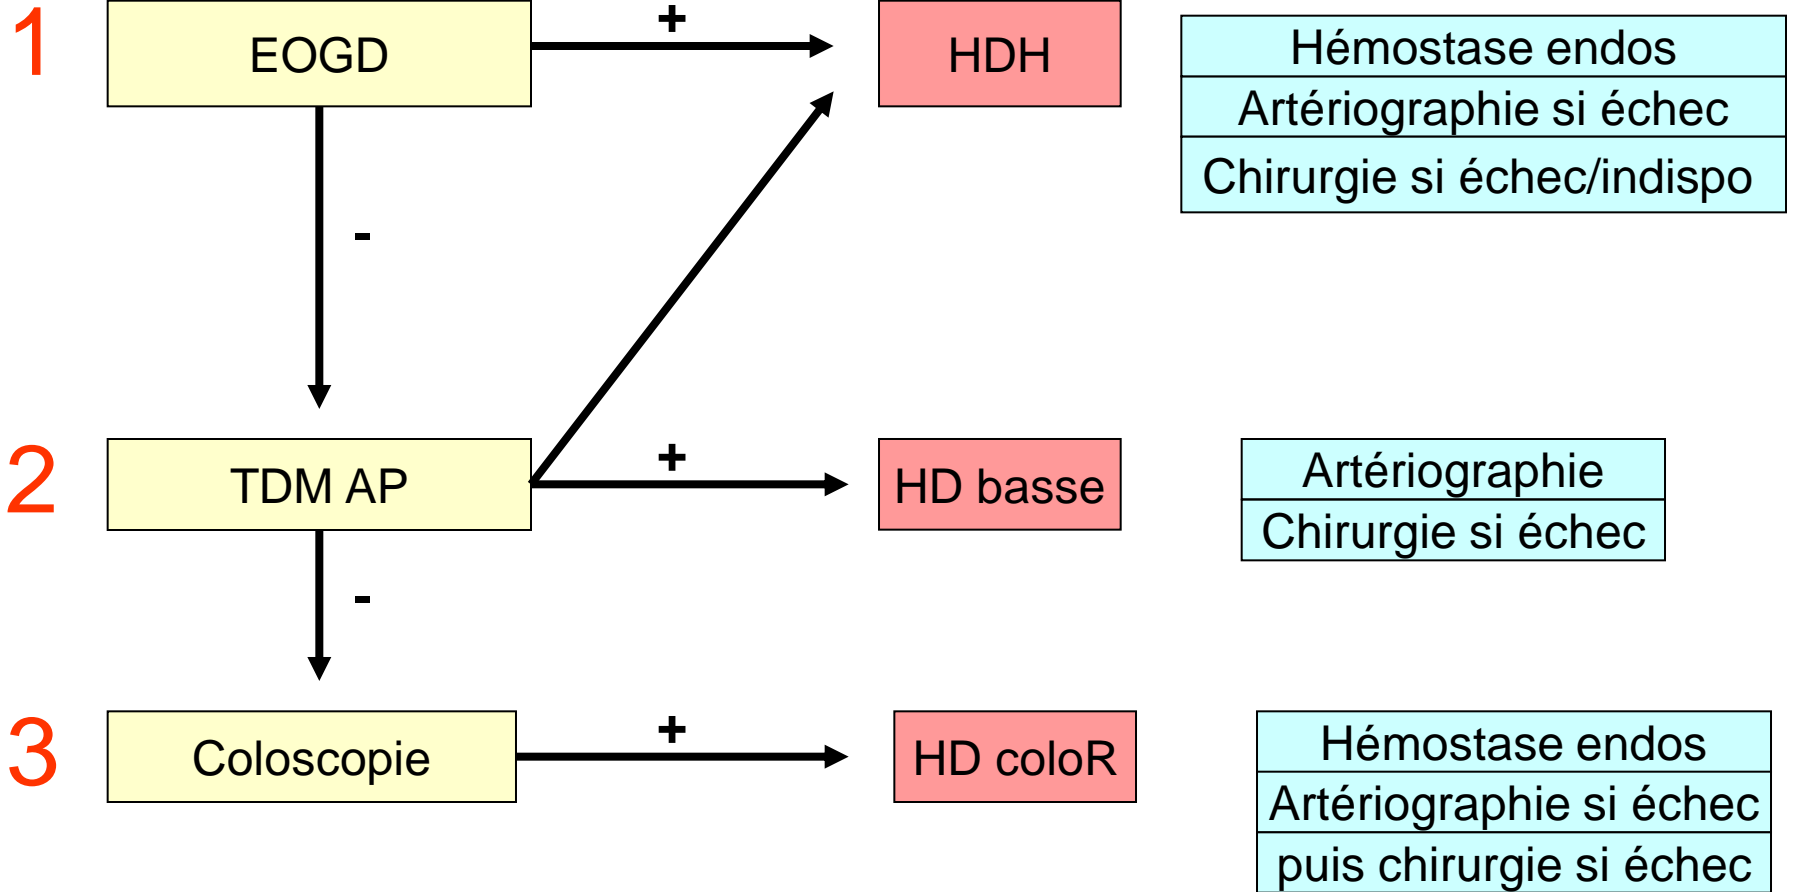 1
EOGD
+
HDH
Hémostase endos
Artériographie si échec
Chirurgie si échec/indispo
-
2
TDM AP
+
HD basse
Artériographie
Chirurgie si échec
-
3
Coloscopie
+
HD coloR
Hémostase endos
Artériographie si échec
puis chirurgie si échec